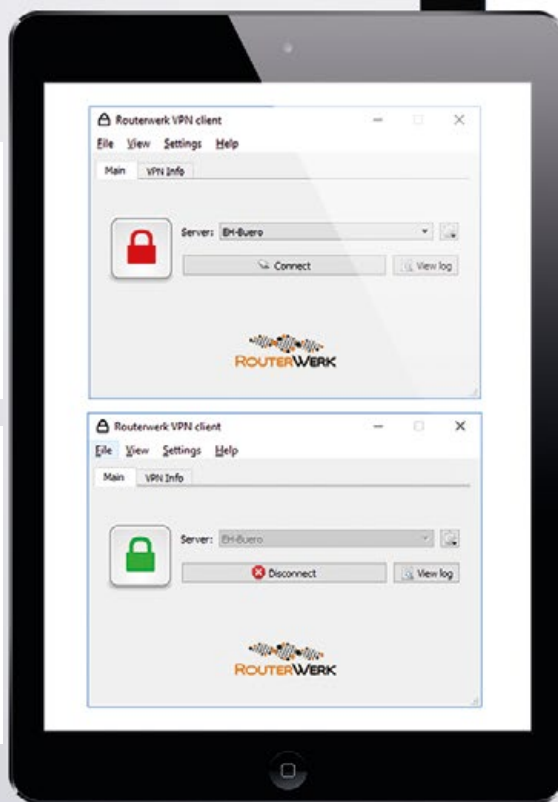 Routerwerk VPN client
File View Settings Help
Main VPN Info
Server: EH-Buero
Connect View log
ROUTERWERK
Routerwerk VPN client
File View Settings Help
Main VPN Info
Server: EH-Buero
Disconnect View log
ROUTERWERK